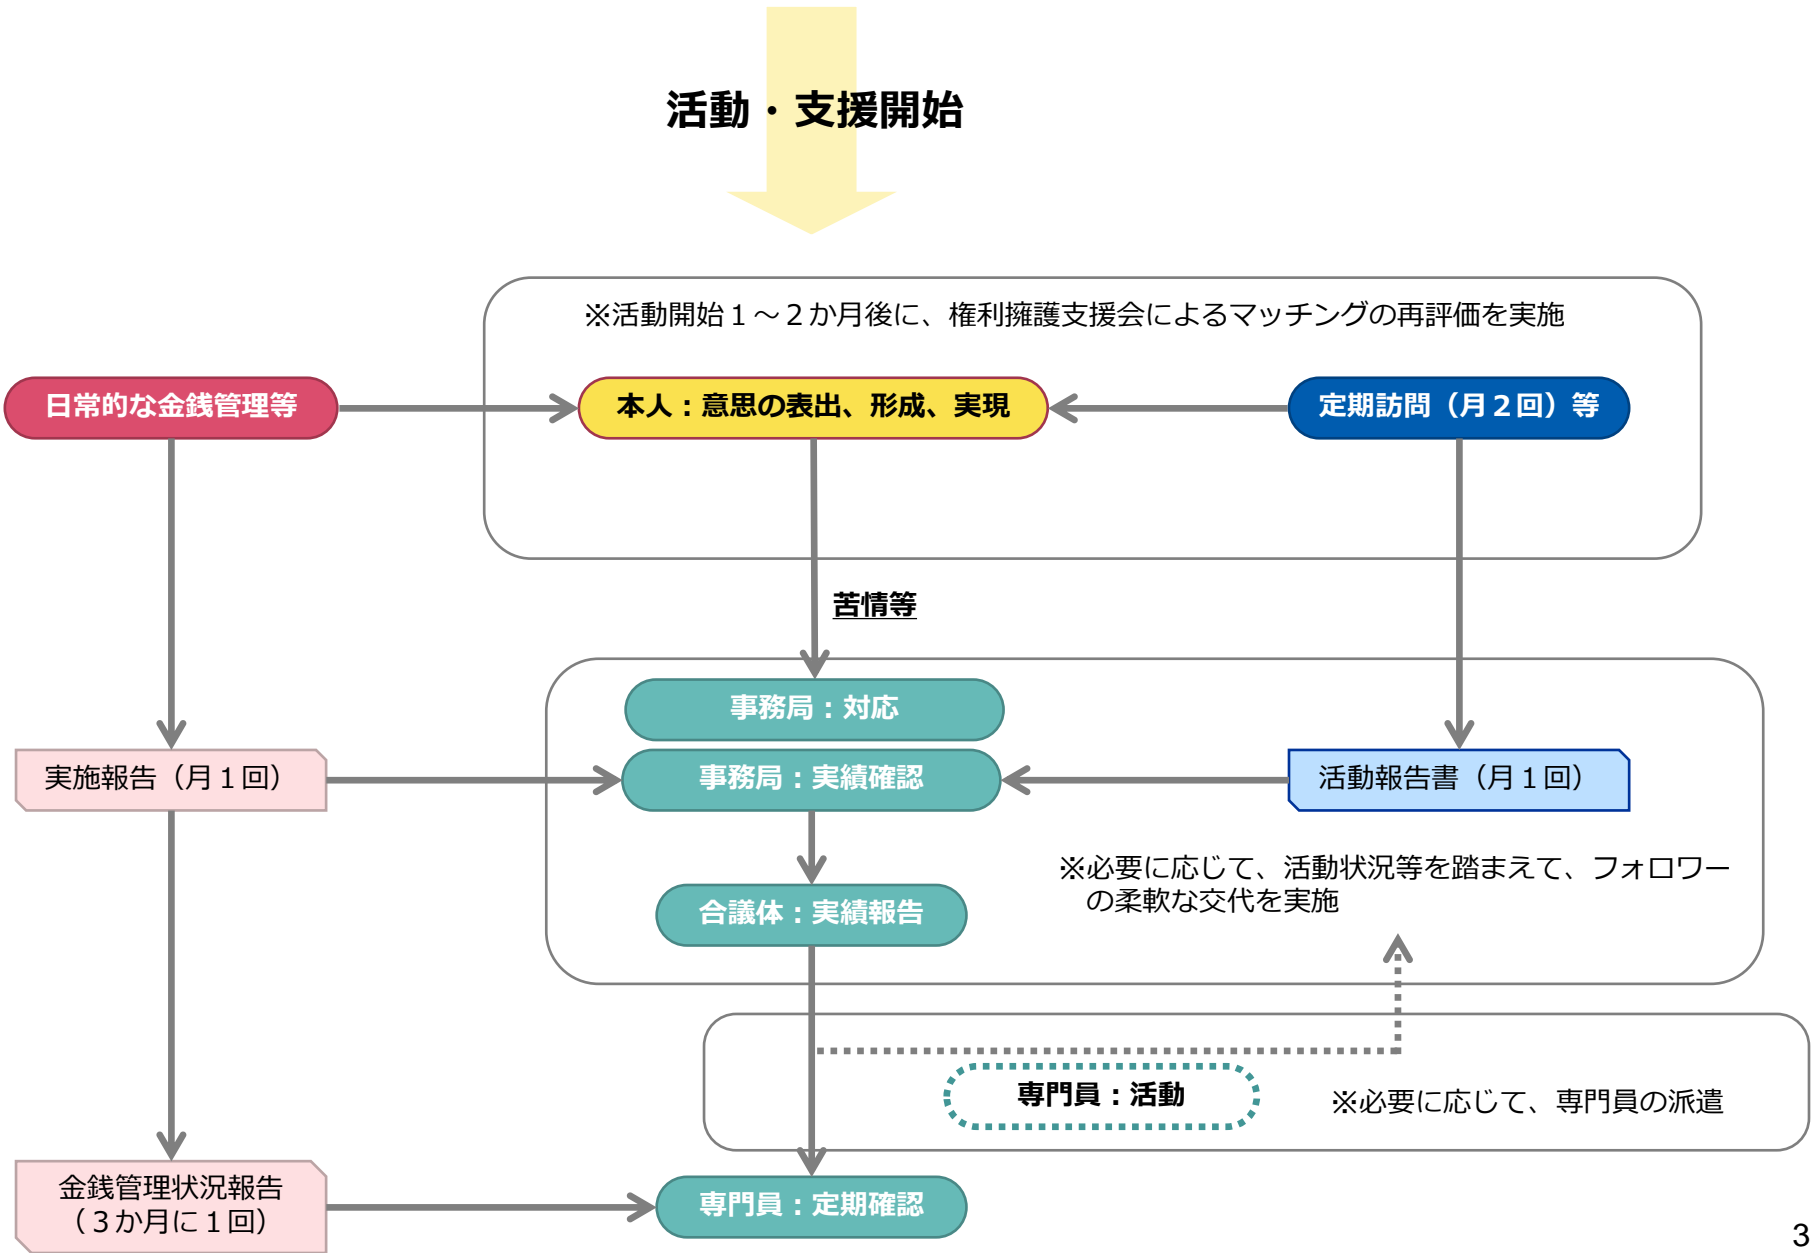 活動・支援開始
※活動開始１～２か月後に、権利擁護支援会によるマッチングの再評価を実施
日常的な金銭管理等
本人：意思の表出、形成、実現
定期訪問（月２回）等
苦情等
事務局：対応
実施報告（月１回）
事務局：実績確認
活動報告書（月１回）
※必要に応じて、活動状況等を踏まえて、フォロワー
の柔軟な交代を実施
合議体：実績報告
専門員：活動
※必要に応じて、専門員の派遣
金銭管理状況報告
（３か月に１回）
専門員：定期確認
3